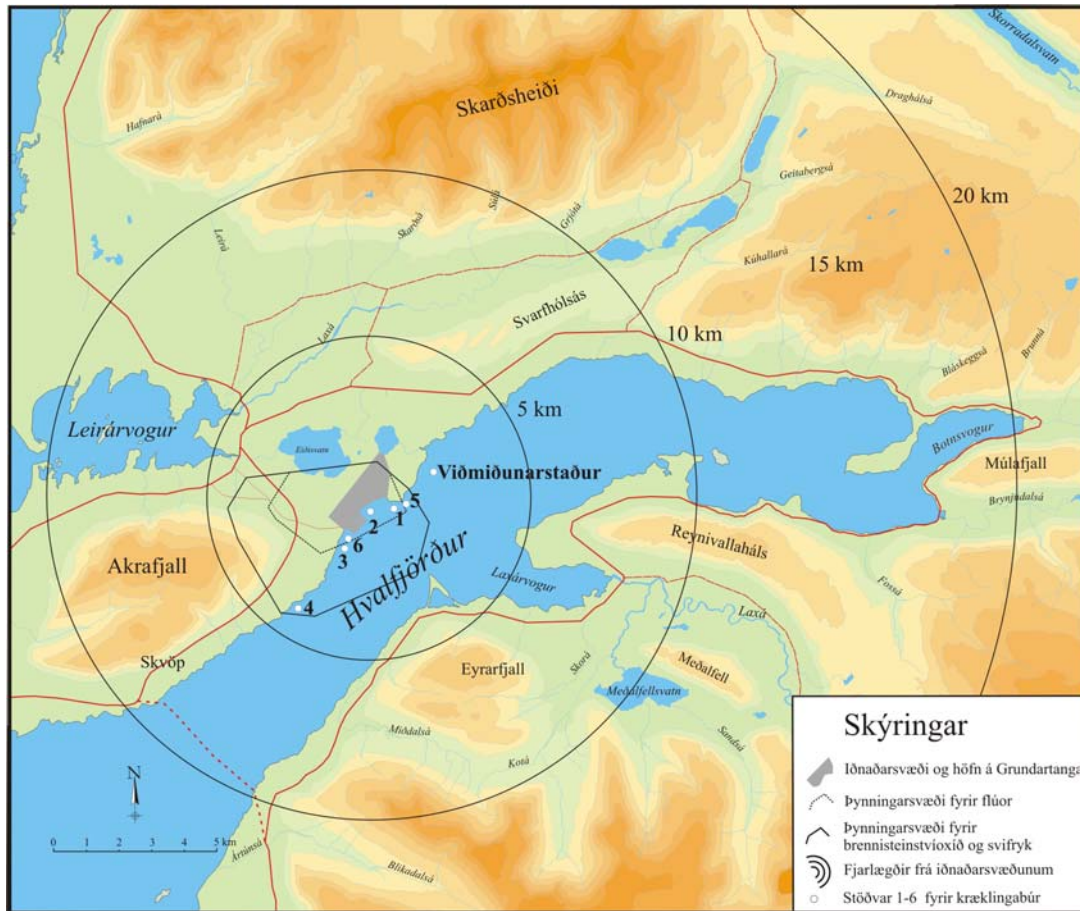 Skorradalsvatn
Skarðsheiði
Hafnará
Draghálsá
Geitabergsá
Súlá
Skarðá
Grjótá
Leirá
20 km
Kúhallará
15 km
Svarfhólsás
Laxá
10 km
Brunná
Bláskeggsá
5 km
Leirárvogur
Eiðisvatn
Botnsvogur
Viðmiðunarstaður
Múlafjall
Brynjudalsá
5
1
2
Reynivallaháls
6
3
Akrafjall
Hvalfjörður
Laxárvogur
Fossá
4
Laxá
Skvöp
Eyrarfjall
Skorá
Meðalfell
Meðalfellsvatn
Miðdalsá
Sandsá
Kotá
N
0 1 2 3 4 5 km
Ártúnsá
Blikadalsá
Skýringar
Iðnaðarsvæði og höfn á Grundartanga
Þynningarsvæði fyrir flúor
Þynningarsvæði fyrir
brennisteinstvíoxíð og svifryk
Fjarlægðir frá iðnaðarsvæðunum
Stöðvar 1-6 fyrir kræklingabúr